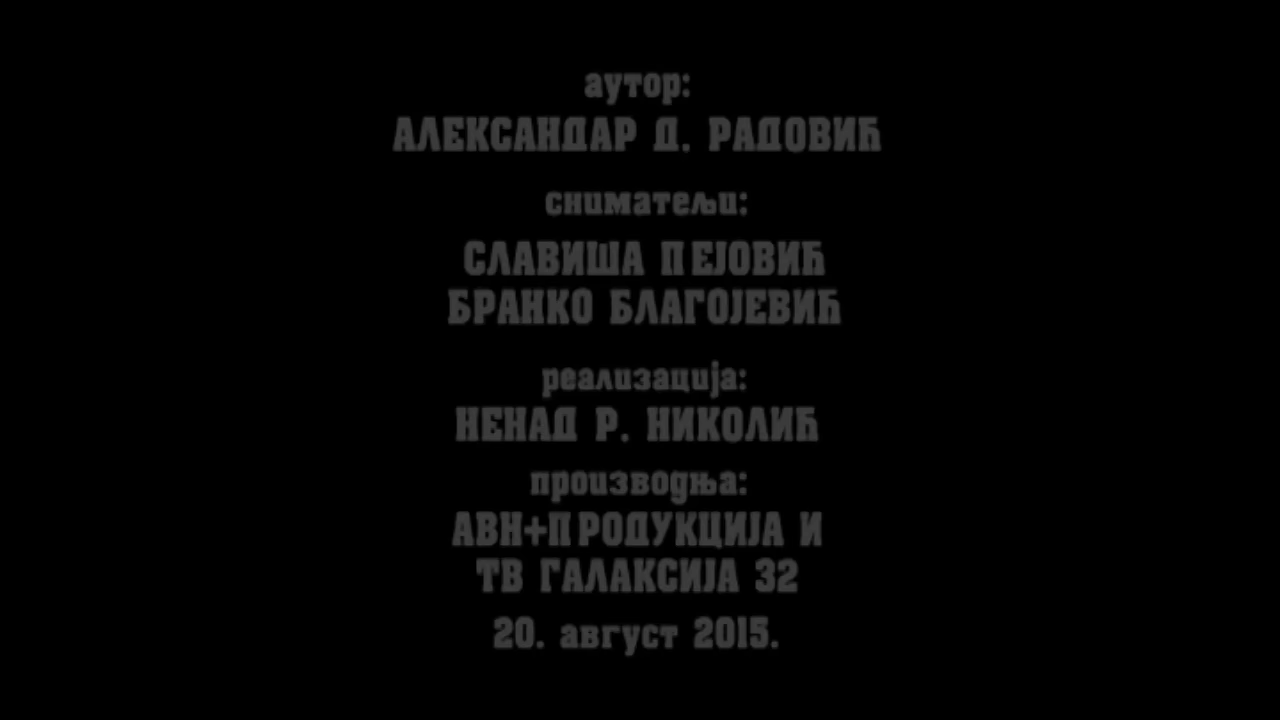 аутор:
АЛЕКСАНДАР Д. РАДОВИЋ
сниматељи:
СЛАВИША ПЕЈОВИЋ
БРАНКО БЛАГОЈЕВИЋ
реализација:
НЕНАД Р. НИКОЛИЋ
производња:
АВН+ПРОДУКЦИЈА И
ТВ ГАЛАКСИЈА 32
20. август 2015.